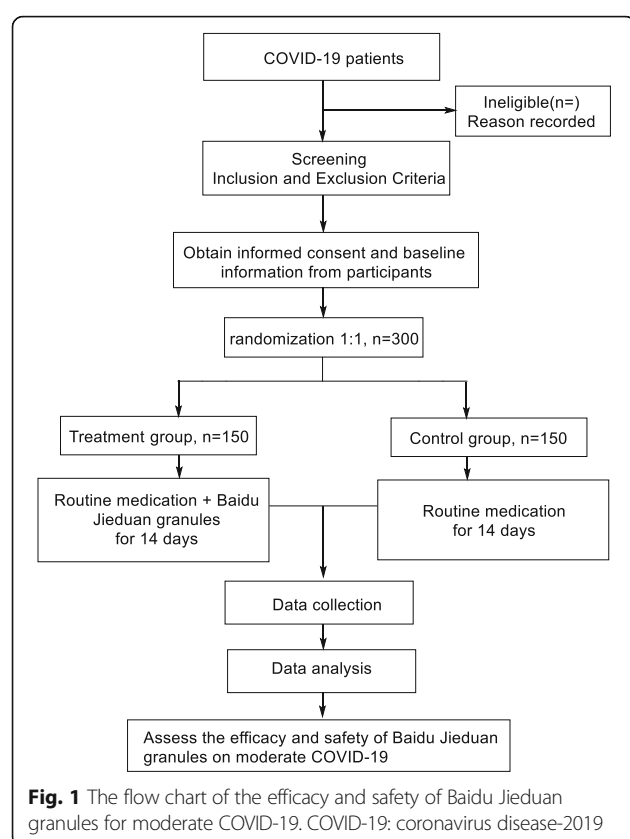 COVID-19 patients
Ineligible(n=)
Reason recorded
Screening
Inclusion and Exclusion Criteria
Obtain informed consent and baseline
information from participants
randomization 1:1, n=300
Treatment group, n=150
Control group, n=150
Routine medication + Baidu
Jieduan granules
for 14 days
Routine medication
for 14 days
Data collection
Data analysis
Assess the efficacy and safety of Baidu Jieduan
granules on moderate COVID-19
Fig. 1 The flow chart of the efficacy and safety of Baidu Jieduan
granules for moderate COVID-19. COVID-19: coronavirus disease-2019